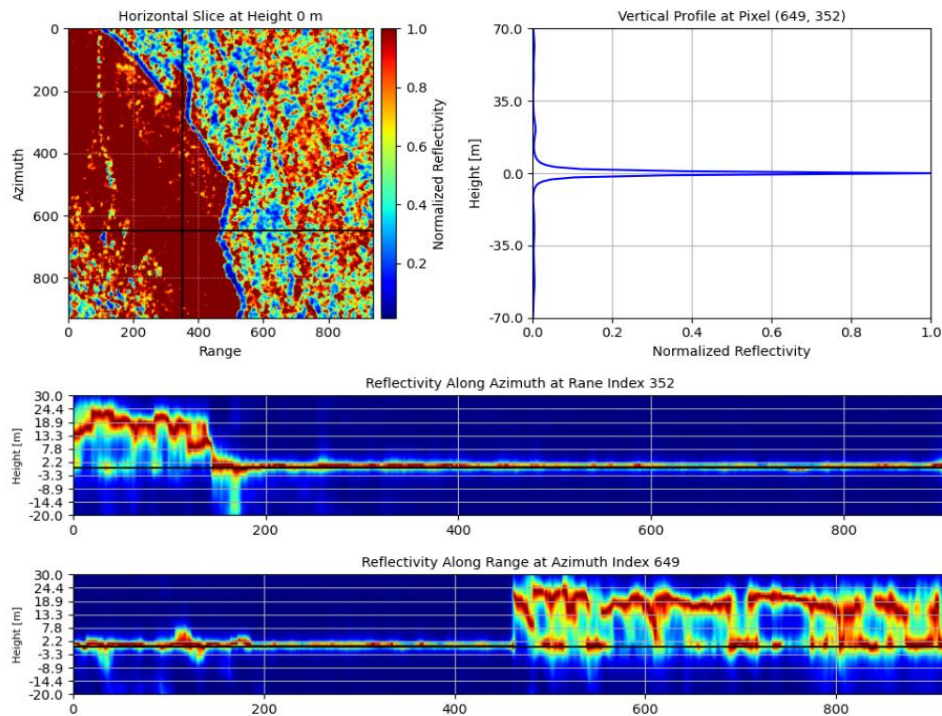 Horizontal Slice at Height 0 m
0
200
400
600
800
Azimuth
0 200 400 600 800
Range
1.0
0.8
0.6
0.4
0.2
Normalized Reflectivity
Vertical Profile at Pixel (649, 352)
70.0
35.0
0.0
-35.0
-70.0
Height [m]
0.0 0.2 0.4 0.6 0.8 1.0
Normalized Reflectivity
Reflectivity Along Azimuth at Rane Index 352
30.0
24.4
18.9
13.3
7.8
2.2
-3.3
-8.9
-14.4
-20.0
Height [m]
0 200 400 600 800
Reflectivity Along Range at Azimuth Index 649
30.0
24.4
18.9
13.3
7.8
2.2
-3.3
-8.9
-14.4
-20.0
Height [m]
0 200 400 600 800